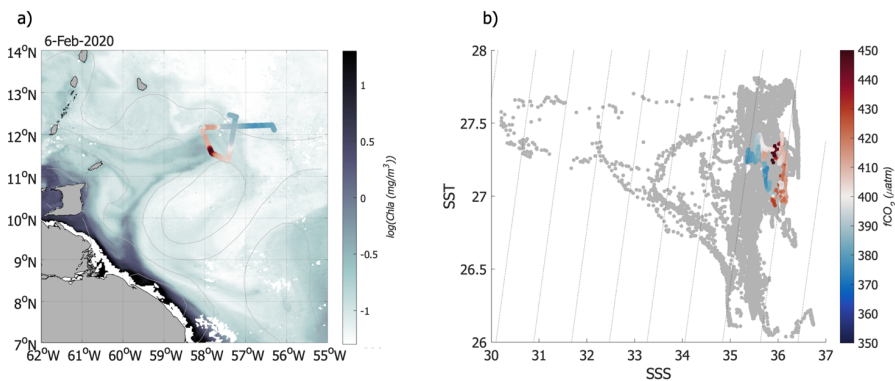 a)
6-Feb-2020
14°N
13°N
12°N
11°N
10°N
9°N
8°N
7°N
62°W 61°W 60°W 59°W 58°W 57°W 56°W 55°W
1
0.5
0
-0.5
-1
log(Chla (mg/m³))
b)
28
27.5
27
26.5
26
SST
30 31 32 33 34 35 36 37
SSS
450
440
430
420
410
400
390
380
370
360
350
fCO₂ (μatm)